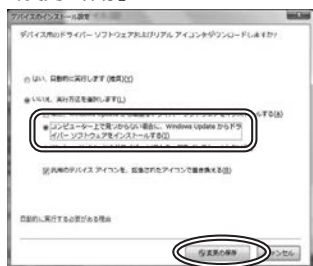 デバイスのインストール設定
デバイス用のドライバー ソフトウェアおよびリアル アイコンをダウンロードしますか?
はい、自動的に実行します (推奨)(Y)
いいえ、実行方法を選択します(L)
コンピューター上で見つからない場合に、Windows Update からドラ
イバー ソフトウェアをインストールする(I)
汎用のデバイス アイコンを、拡張されたアイコンで置き換える(R)
自動的に実行する必要がある理由
変更の保存
キャンセル